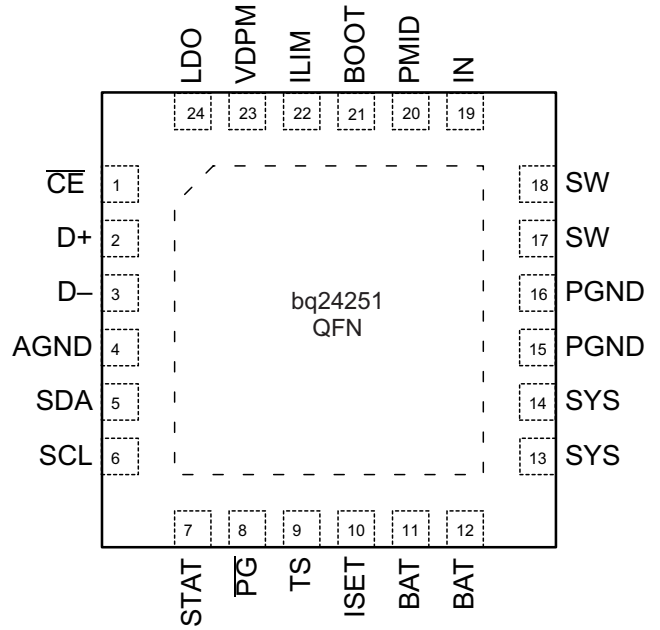 LDO
VDPM
ILIM
BOOT
PMID
IN
24
23
22
21
20
19
CE
1
18
SW
D+
2
17
SW
D–
3
16
PGND
bq24251
QFN
AGND
4
15
PGND
SDA
5
14
SYS
SCL
6
13
SYS
7
8
9
10
11
12
STAT
PG
TS
ISET
BAT
BAT